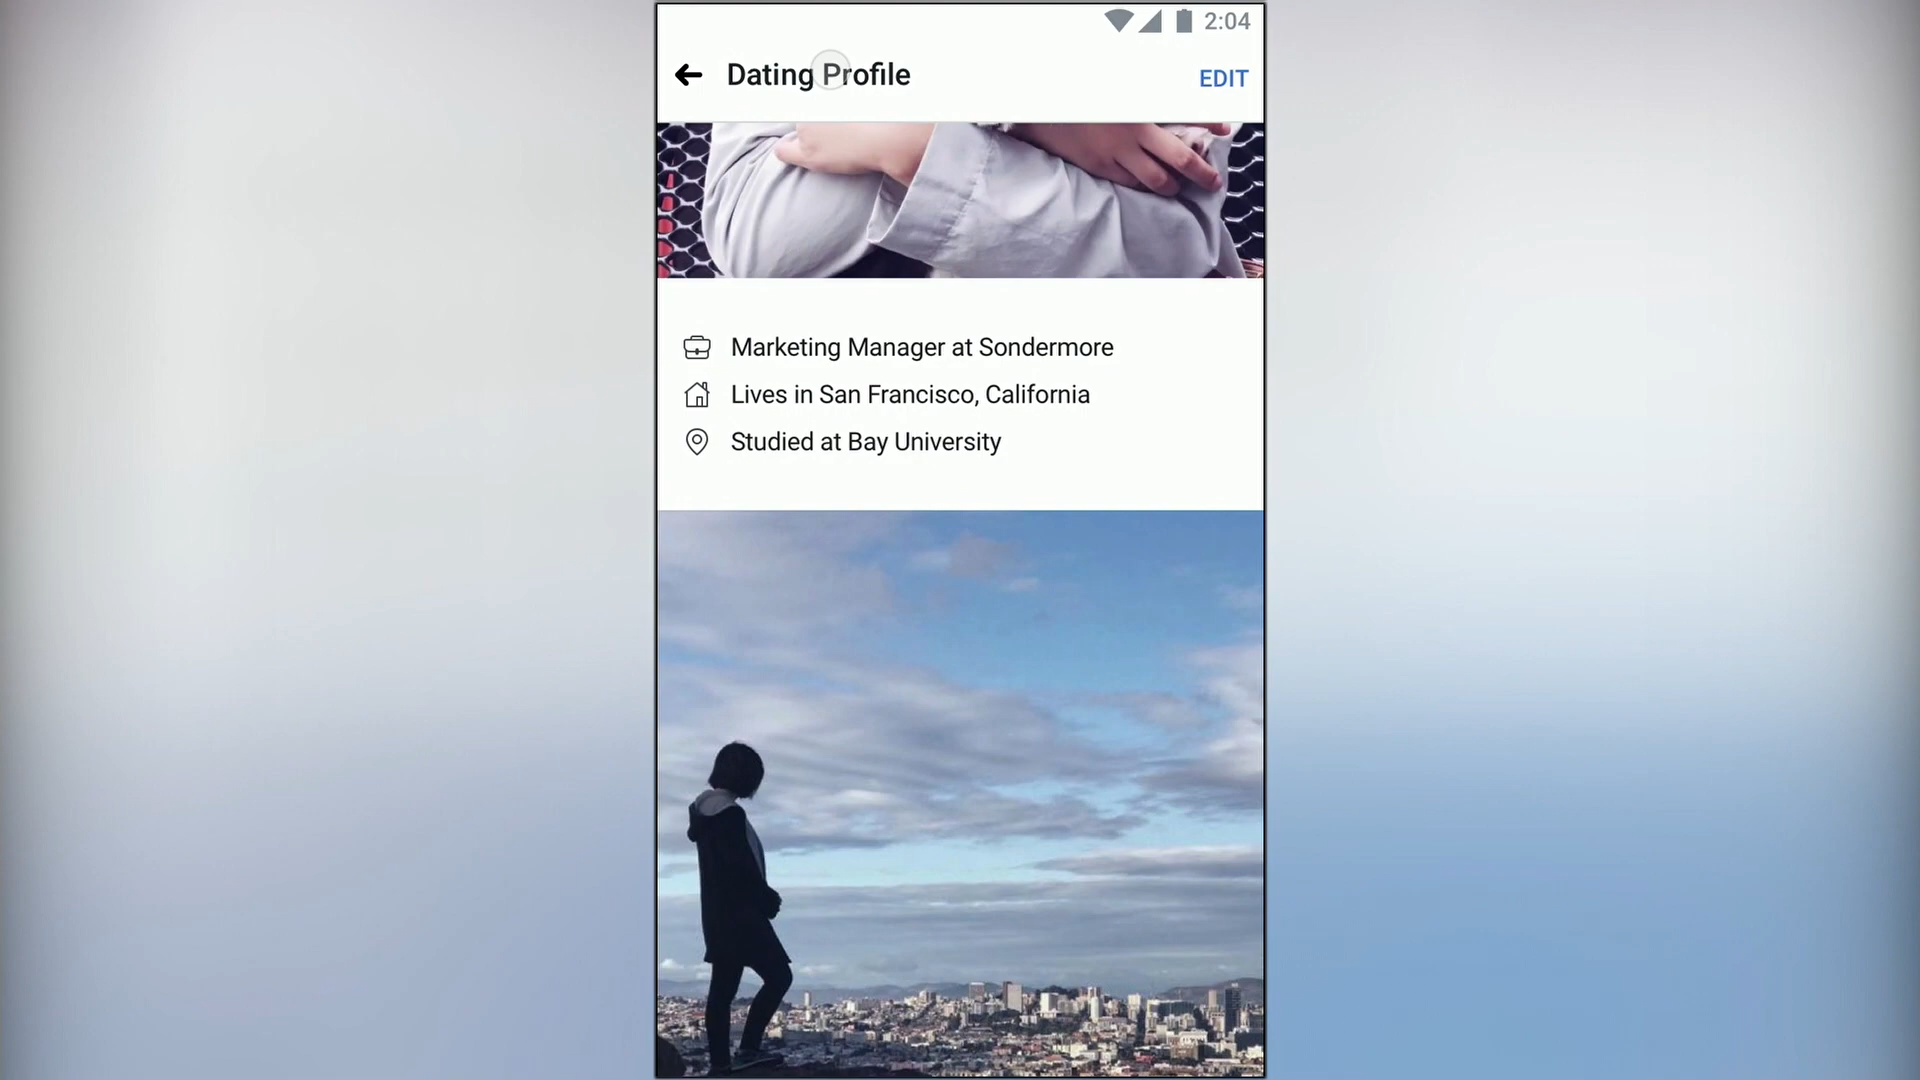 2:04
Dating Profile
EDIT
Marketing Manager at Sondermore
Lives in San Francisco, California
Studied at Bay University